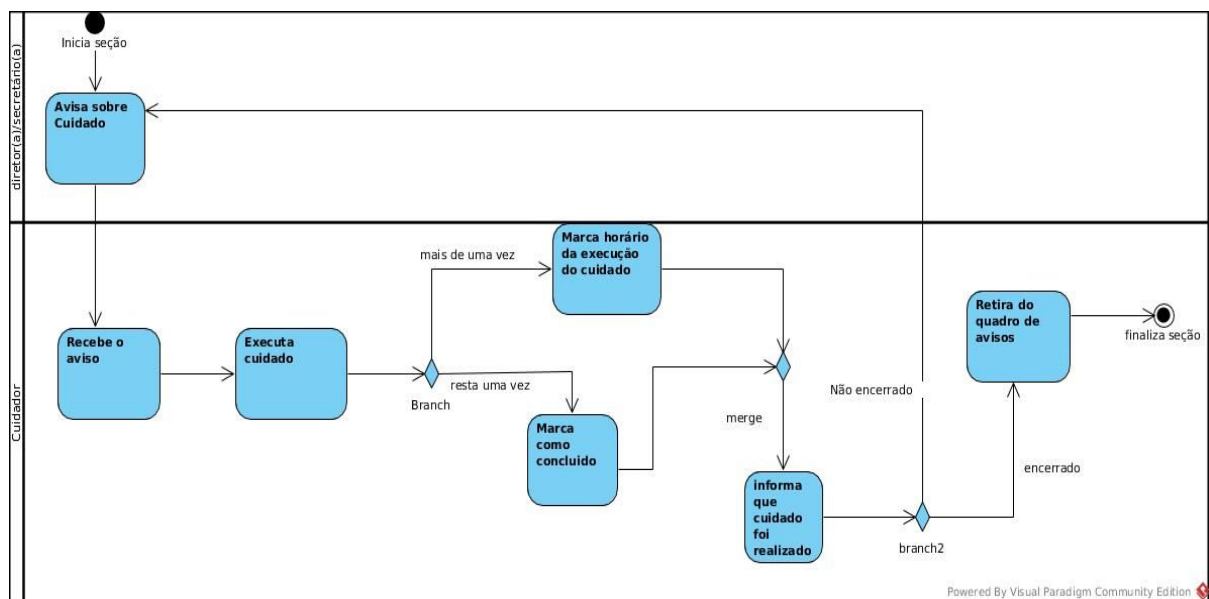 diretor(a)/secretário(a)
Inicia seção
Avisa sobre
Cuidado
Cuidador
Recebe o
aviso
Executa
cuidado
Branch
mais de uma vez
resta uma vez
Marca horário
da execução
do cuidado
Marca
como
concluido
merge
informa
que
cuidado
foi
realizado
branch2
Não encerrado
encerrado
Retira do
quadro de
avisos
finaliza seção
Powered By Visual Paradigm Community Edition